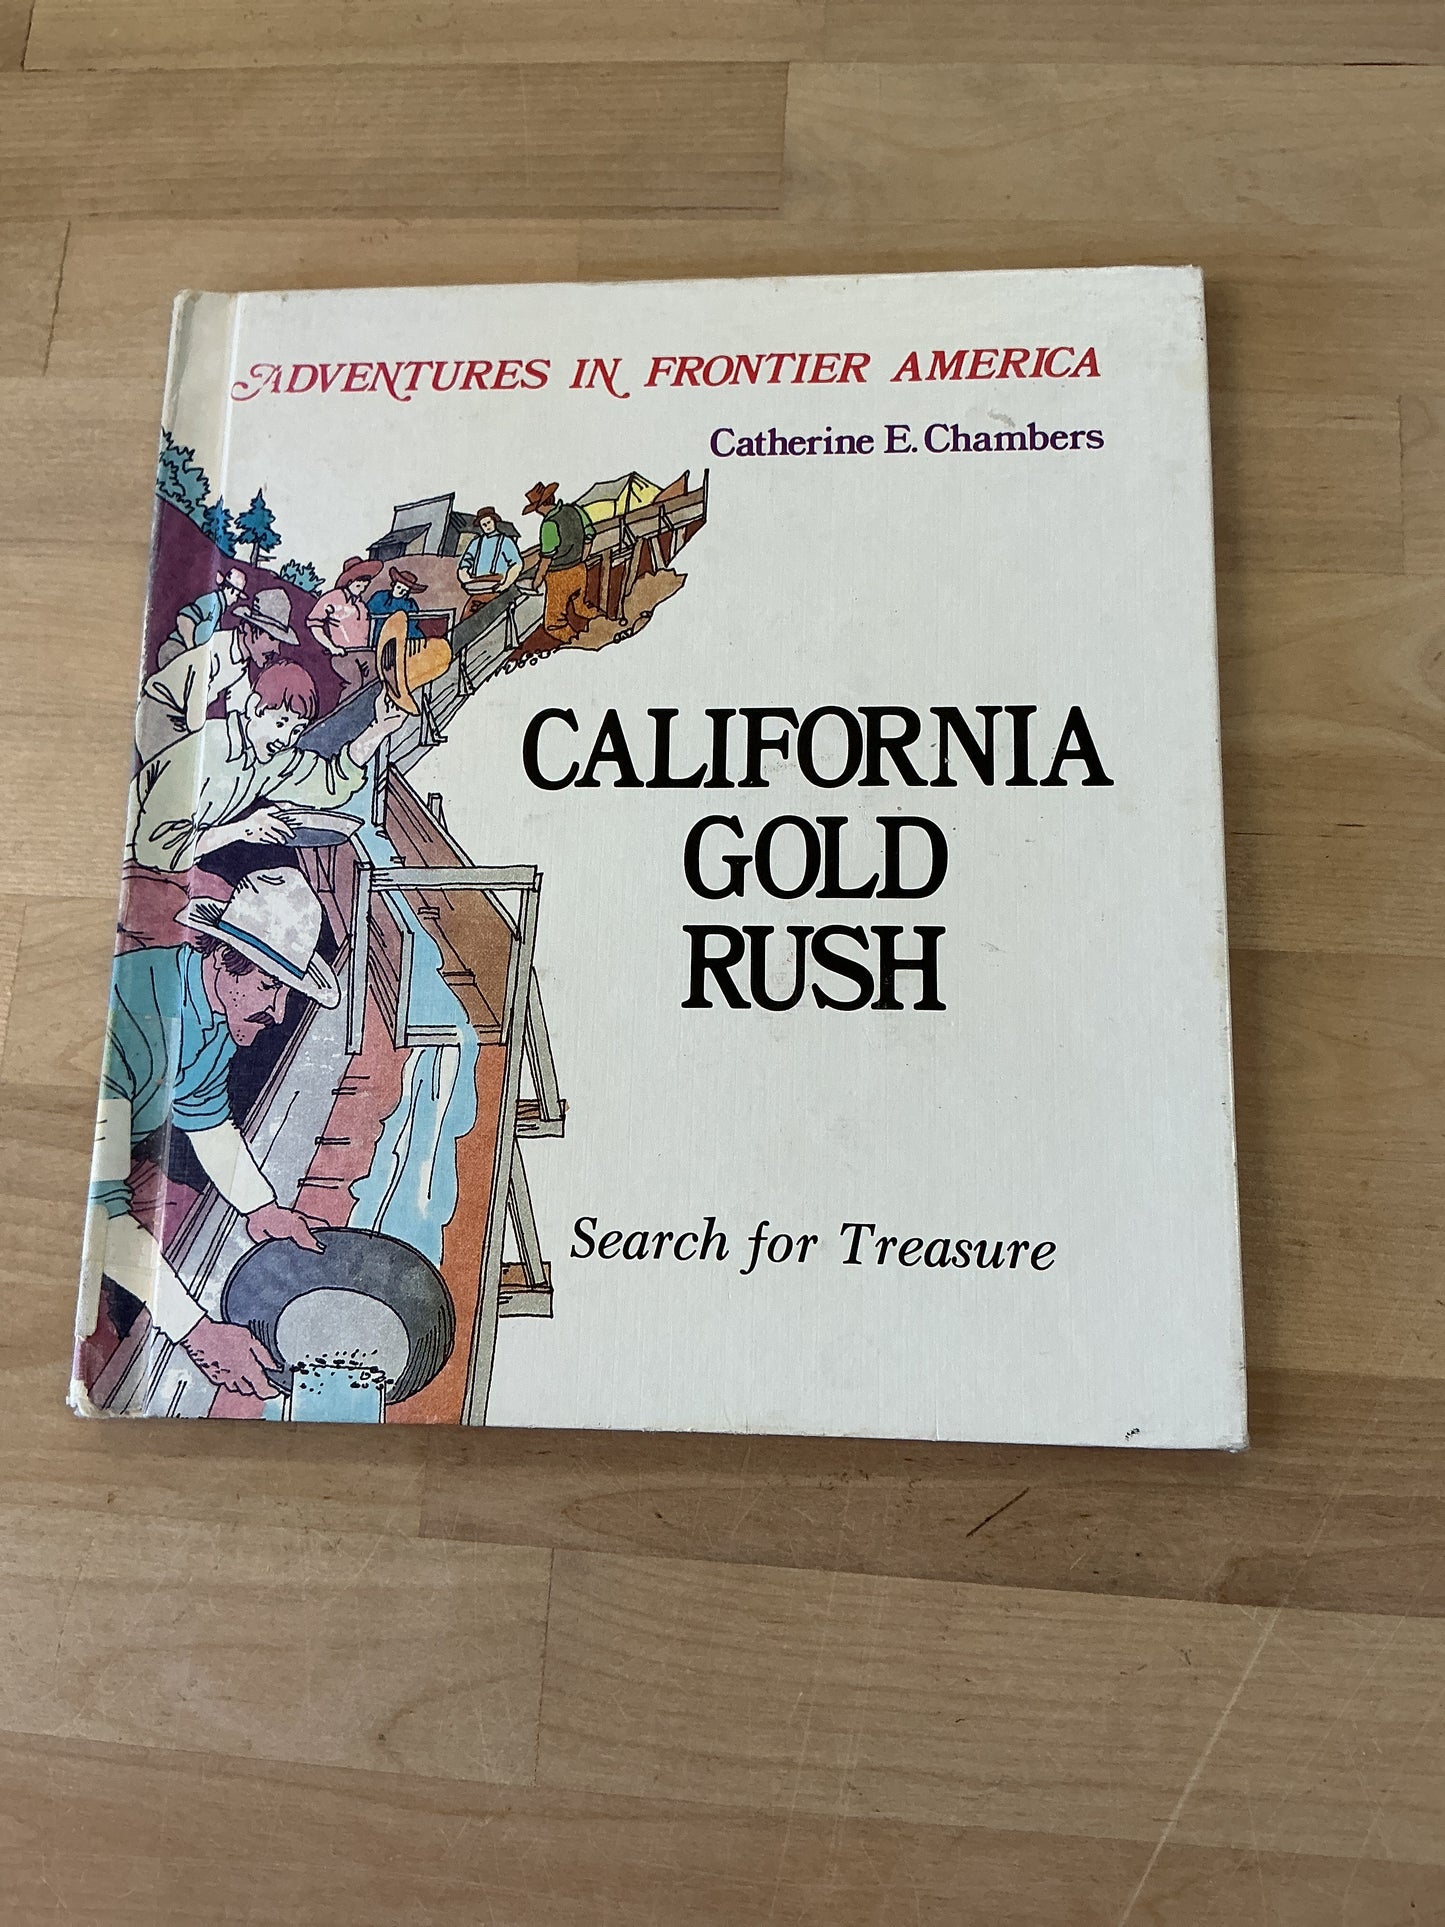 ADVENTURES IN FRONTIER AMERICA
Catherine E. Chambers
CALIFORNIA
GOLD
RUSH
Search for Treasure